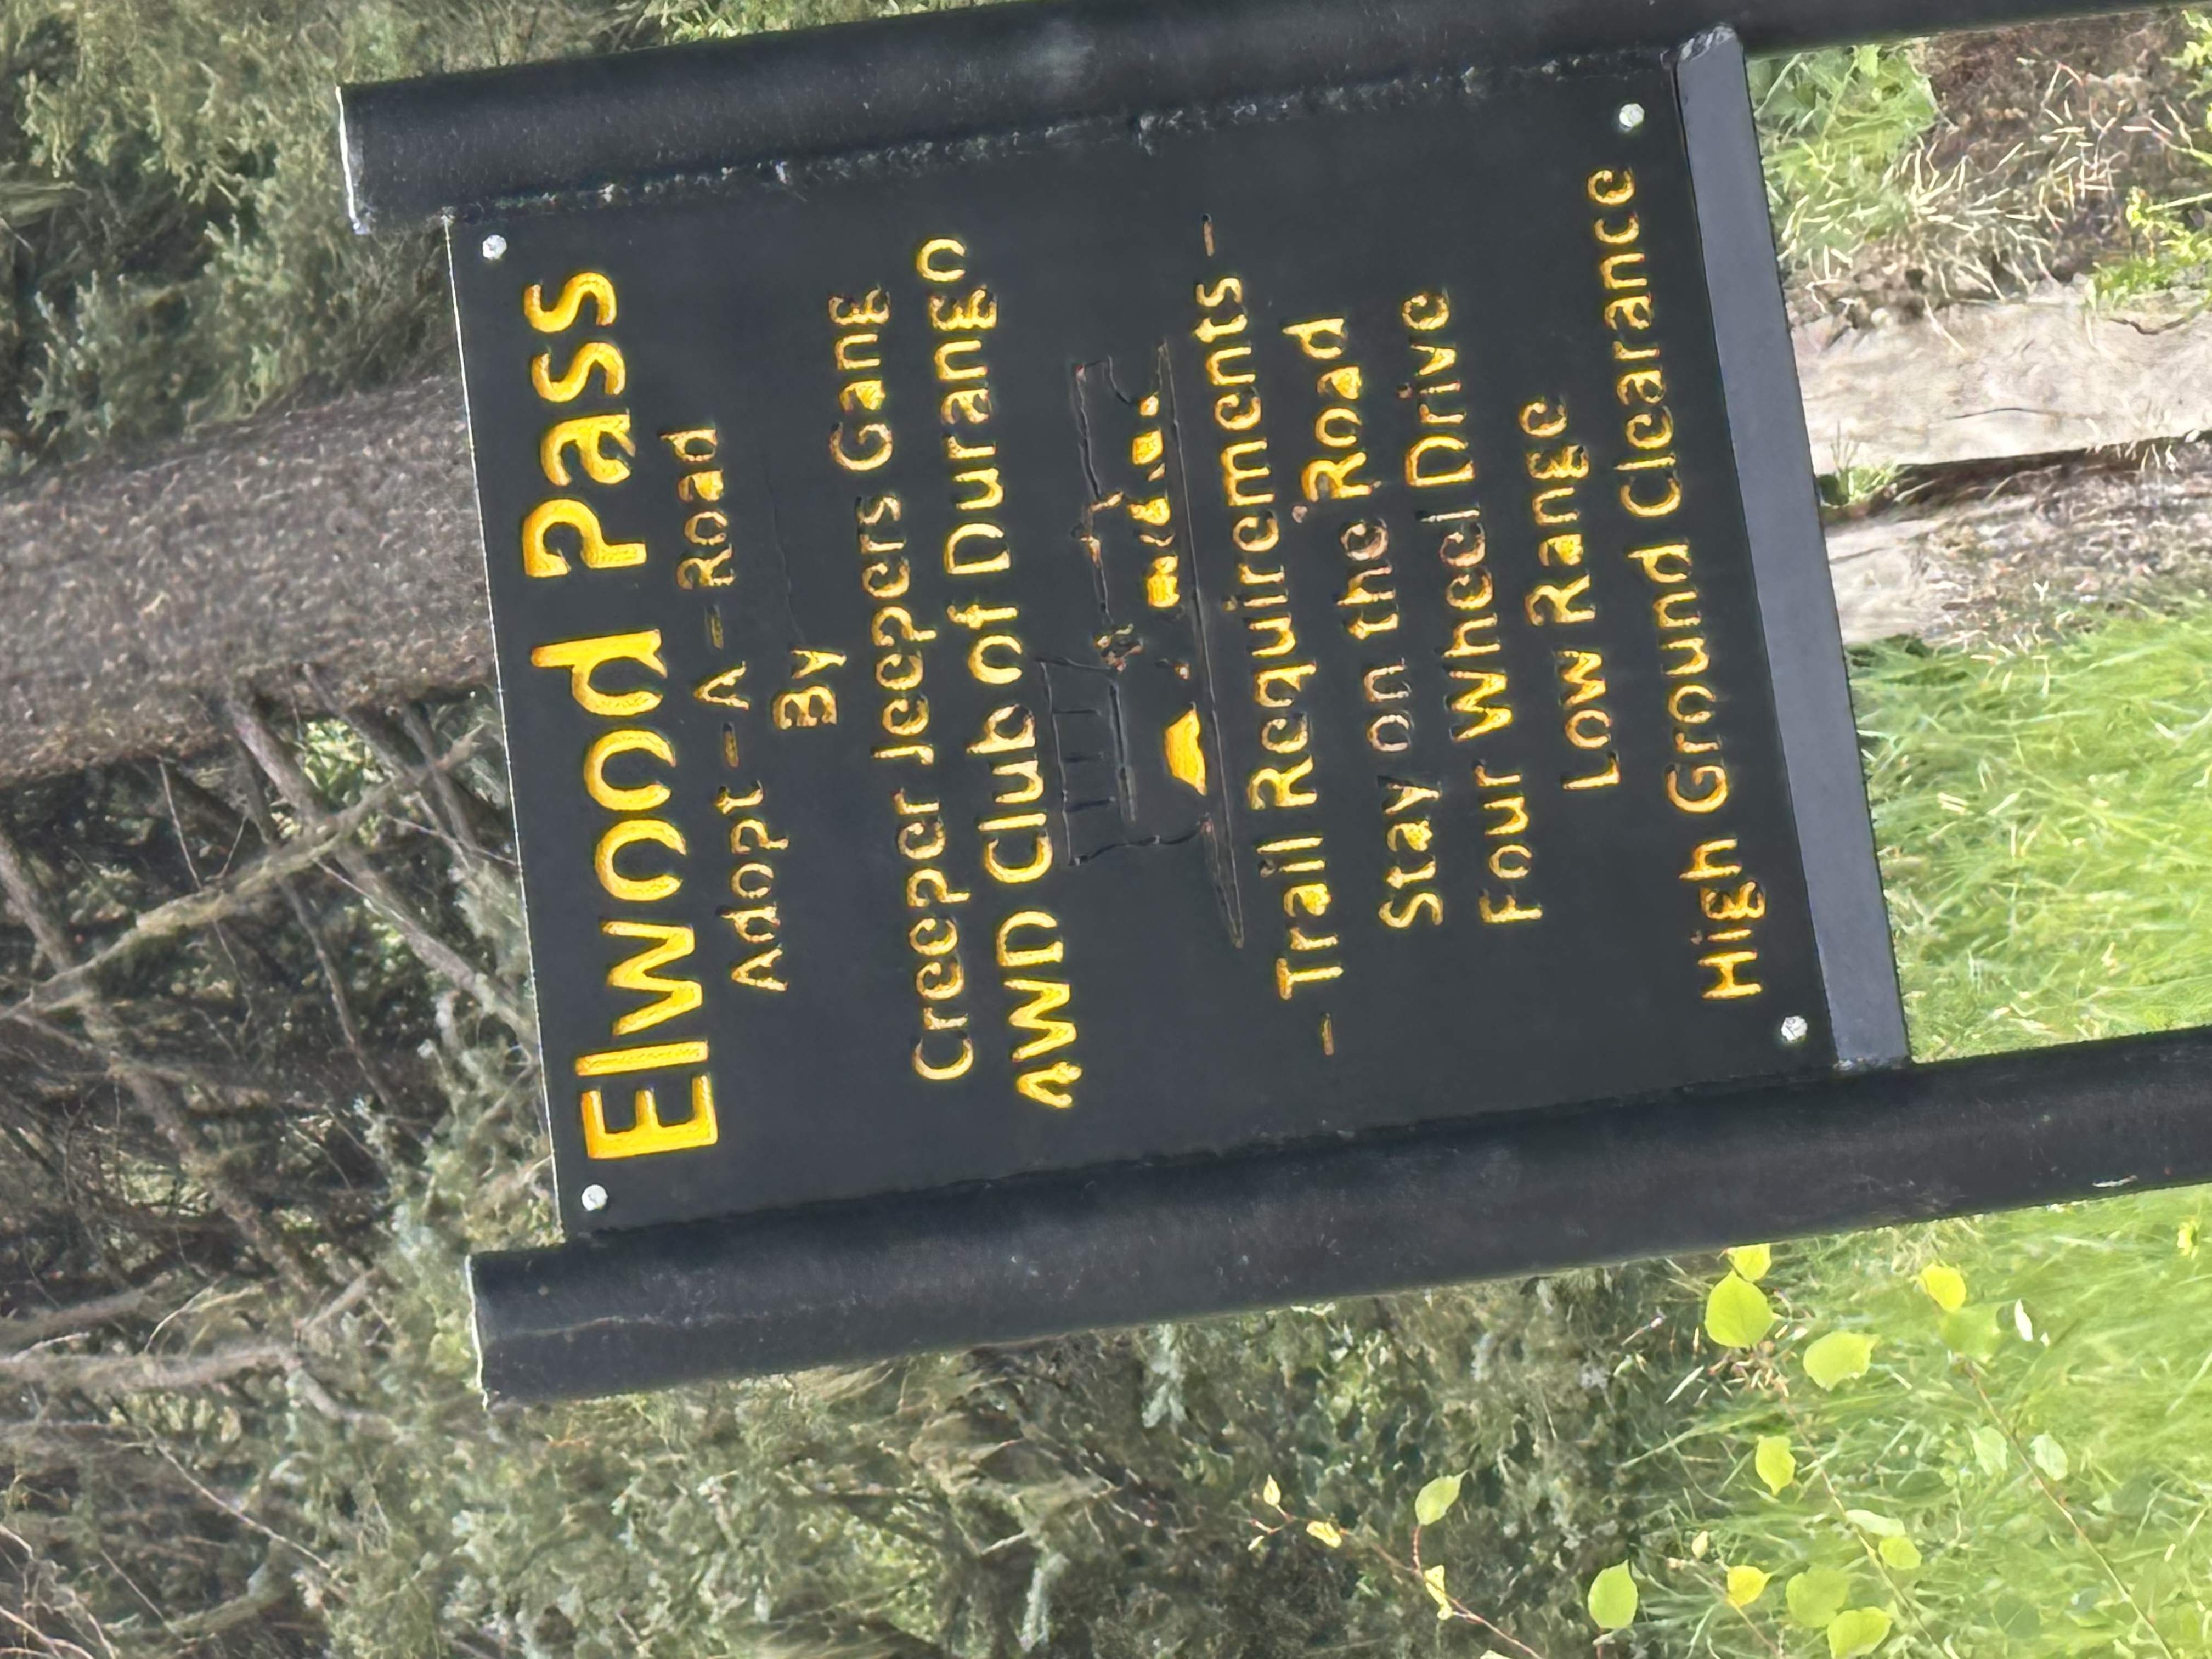 Elwood Pass
Adopt - A - Road
By
Creeper Jeepers Gang
AWD Club of Durango
- Trail Requirements -
Stay on the Road
Four Wheel Drive
Low Range
High Ground Clearance